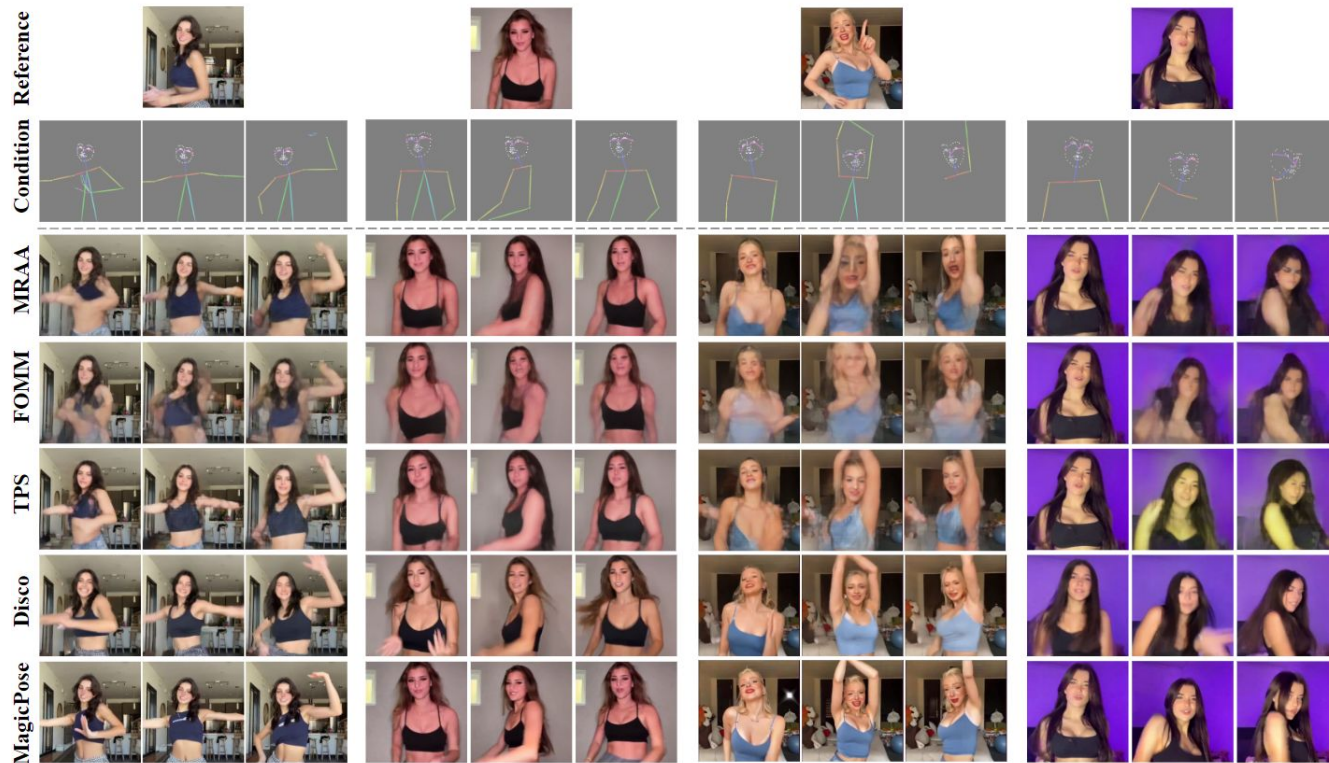 Reference
Condition
MRAA
FOMM
TPS
Disco
MagicPose